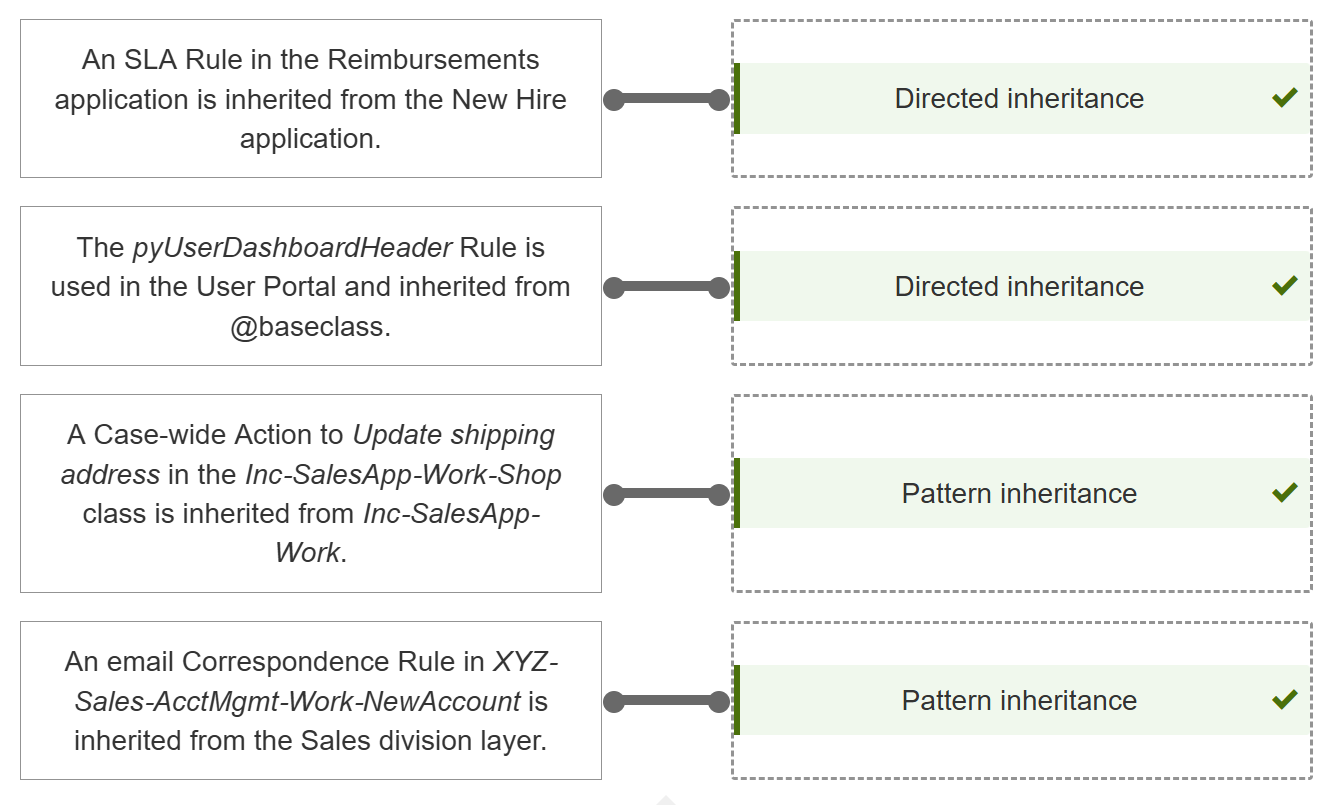 An SLA Rule in the Reimbursements
application is inherited from the New Hire
application.
Directed inheritance
The pyUserDashboardHeader Rule is
used in the User Portal and inherited from
@baseclass.
Directed inheritance
A Case-wide Action to Update shipping
address in the Inc-SalesApp-Work-Shop
class is inherited from Inc-SalesApp-
Work.
Pattern inheritance
An email Correspondence Rule in XYZ-
Sales-AcctMgmt-Work-NewAccount is
inherited from the Sales division layer.
Pattern inheritance